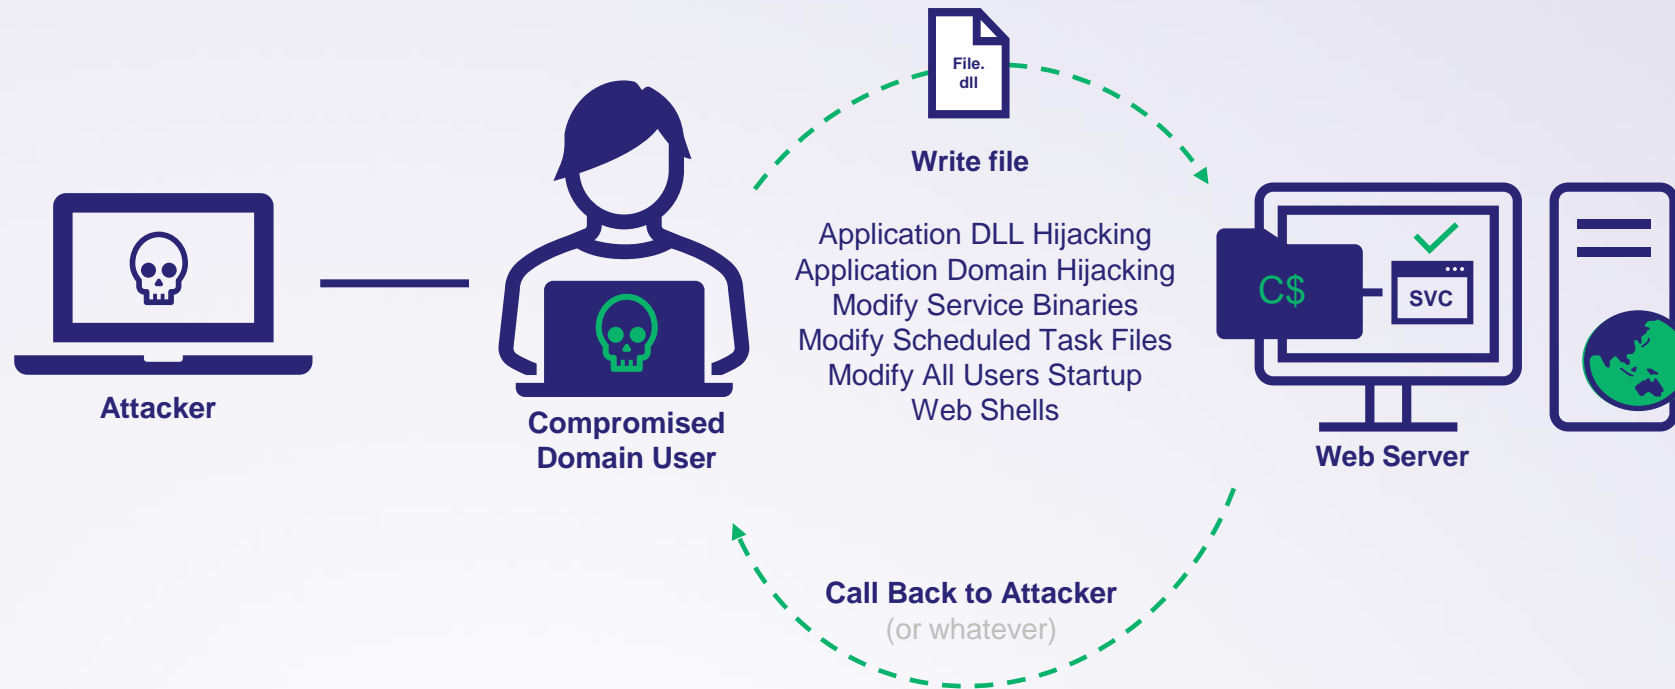 File.
dll
Write file
Application DLL Hijacking
Application Domain Hijacking
Modify Service Binaries
Modify Scheduled Task Files
Modify All Users Startup
Web Shells
C$
SVC
Attacker
Compromised
Domain User
Web Server
Call Back to Attacker
(or whatever)